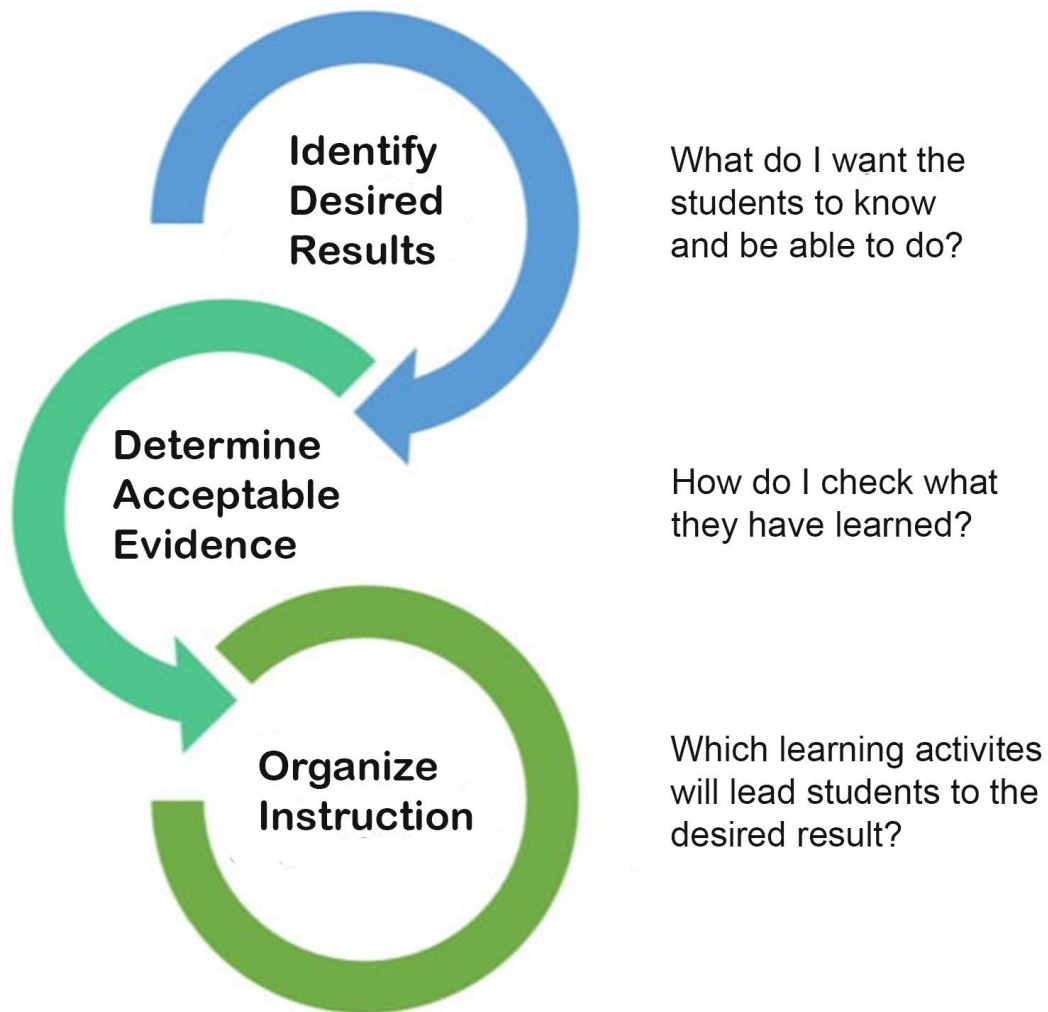 Identify
Desired
Results
What do I want the
students to know
and be able to do?
Determine
Acceptable
Evidence
How do I check what
they have learned?
Organize
Instruction
Which learning activites
will lead students to the
desired result?